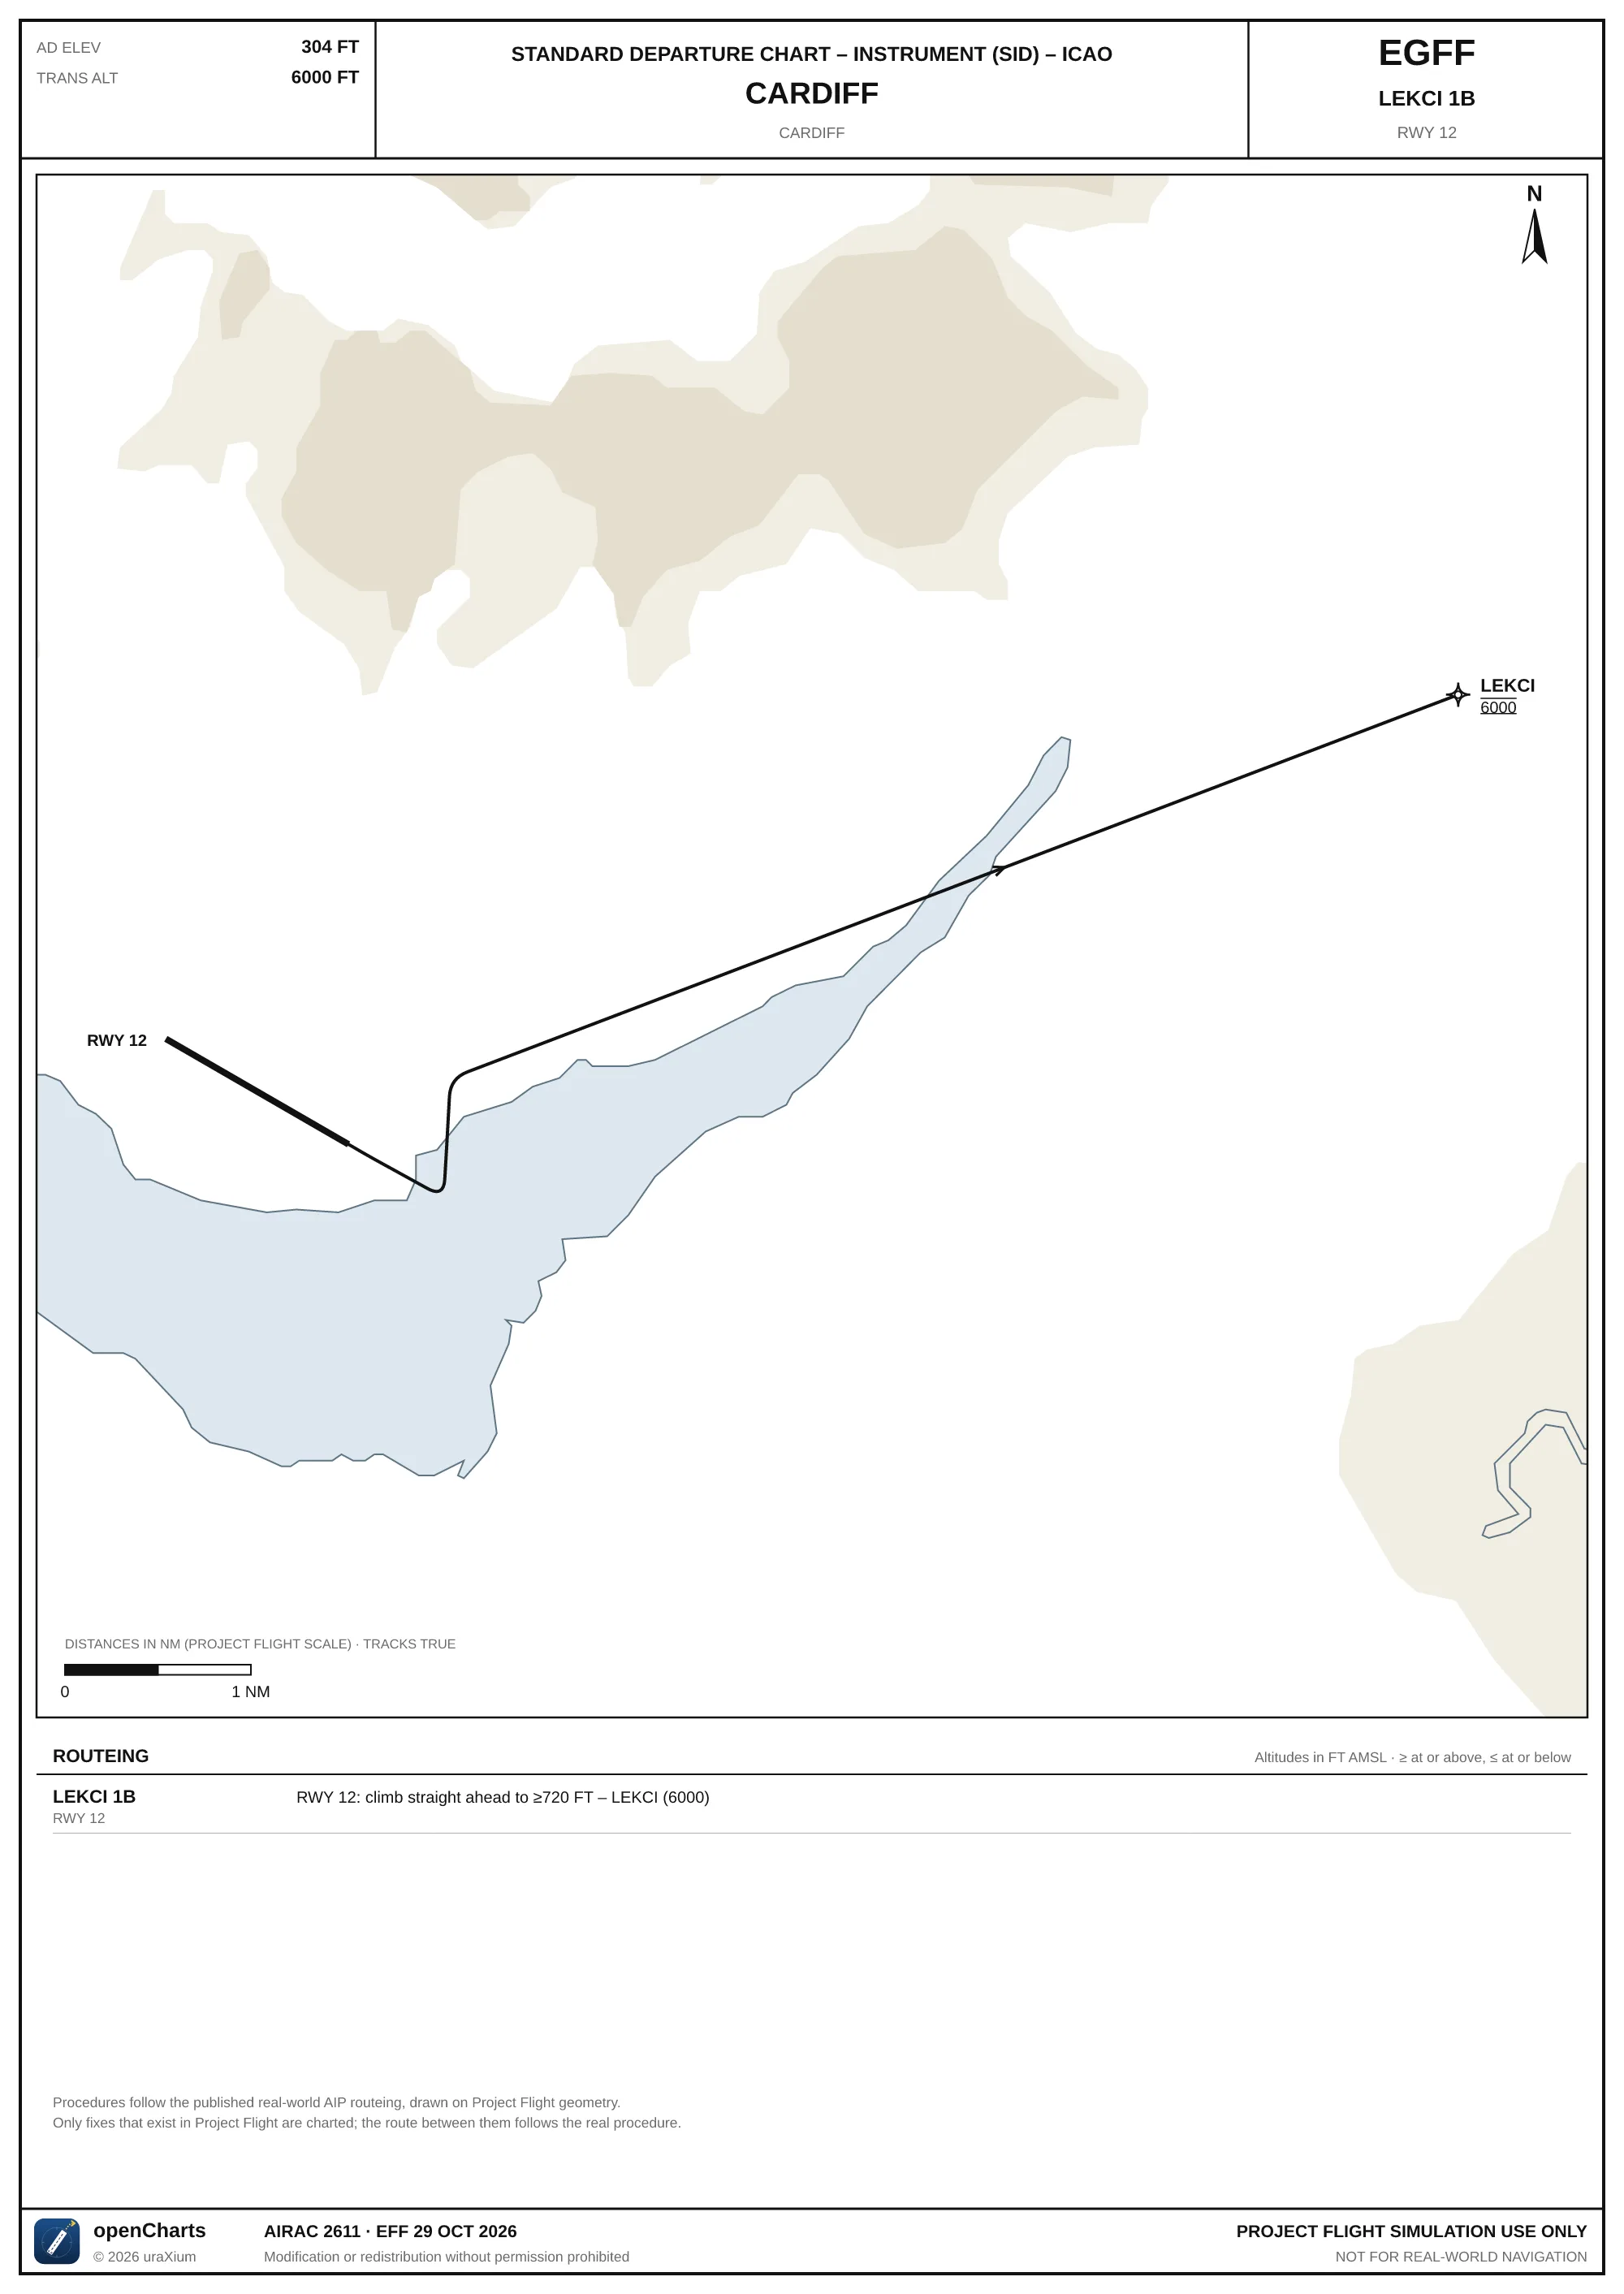 AD ELEV 304 FT
TRANS ALT 6000 FT
STANDARD DEPARTURE CHART – INSTRUMENT (SID) – ICAO
CARDIFF
CARDIFF
EGFF
LEKCI 1B
RWY 12
N
LEKCI
6000
RWY 12
DISTANCES IN NM (PROJECT FLIGHT SCALE) · TRACKS TRUE
0 1 NM
ROUTEING Altitudes in FT AMSL · ≥ at or above, ≤ at or below
LEKCI 1B RWY 12: climb straight ahead to ≥720 FT – LEKCI (6000)
RWY 12
Procedures follow the published real-world AIP routeing, drawn on Project Flight geometry.
Only fixes that exist in Project Flight are charted; the route between them follows the real procedure.
openCharts AIRAC 2611 · EFF 29 OCT 2026 PROJECT FLIGHT SIMULATION USE ONLY
© 2026 uraXium Modification or redistribution without permission prohibited NOT FOR REAL-WORLD NAVIGATION